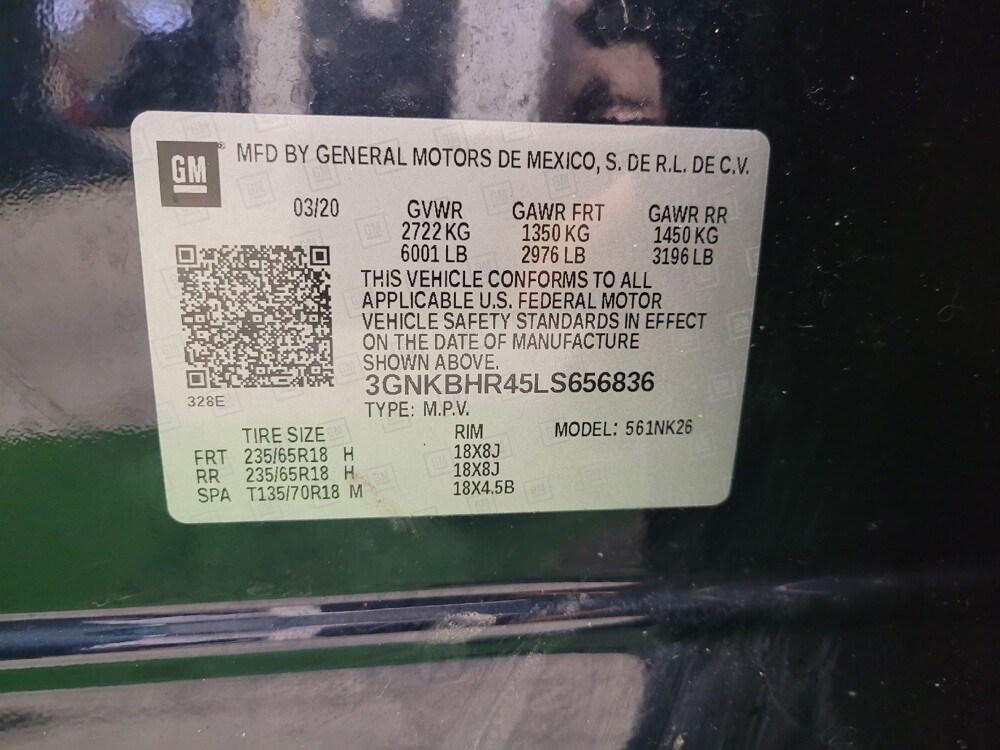 GM® MFD BY GENERAL MOTORS DE MEXICO, S. DE R.L. DE C.V.
03/20 GVWR GAWR FRT GAWR RR
2722 KG 1350 KG 1450 KG
6001 LB 2976 LB 3196 LB
THIS VEHICLE CONFORMS TO ALL
APPLICABLE U.S. FEDERAL MOTOR
VEHICLE SAFETY STANDARDS IN EFFECT
ON THE DATE OF MANUFACTURE
SHOWN ABOVE.
3GNKBHR45LS656836
328E
TYPE: M.P.V.
TIRE SIZE RIM MODEL: 561NK26
FRT 235/65R18 H 18X8J
RR 235/65R18 H 18X8J
SPA T135/70R18 M 18X4.5B